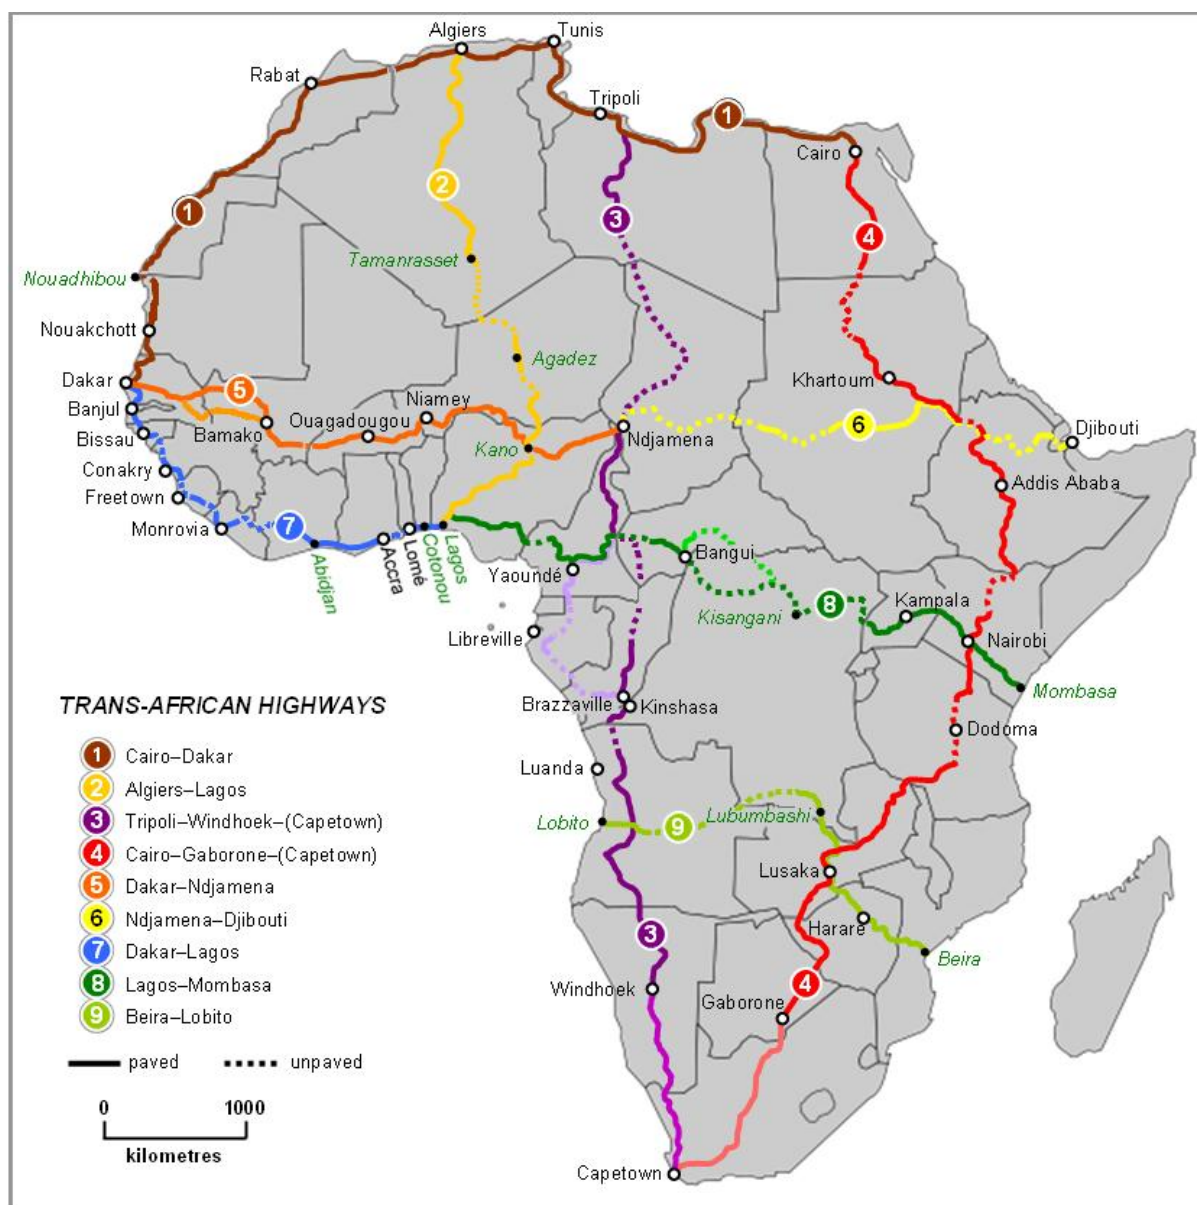 Algiers
Tunis
Rabat
Tripoli
1
Cairo
2
1
3
4
Tamanrasset
Nouadhibou
Nouakchott
Agadez
Dakar
5
Khartoum
Banjul
Niamey
Ouagadougou
Bamako
Bissau
6
Djibouti
Ndjamena
Kano
Conakry
Addis Ababa
Freetown
Monrovia
7
Abidjan
Accra
Lomé
Cotonou
Lagos
Bangui
Yaoundé
Kisangani
8
Kampala
Libreville
Nairobi
Mombasa
Brazzaville
Kinshasa
Dodoma
Luanda
Lobito
9
Lubumbashi
Lusaka
Harare
3
Beira
Windhoek
4
Gaborone
Capetown
TRANS-AFRICAN HIGHWAYS
1 Cairo–Dakar
2 Algiers–Lagos
3 Tripoli–Windhoek–(Capetown)
4 Cairo–Gaborone–(Capetown)
5 Dakar–Ndjamena
6 Ndjamena–Djibouti
7 Dakar–Lagos
8 Lagos–Mombasa
9 Beira–Lobito
paved unpaved
0 1000
kilometres